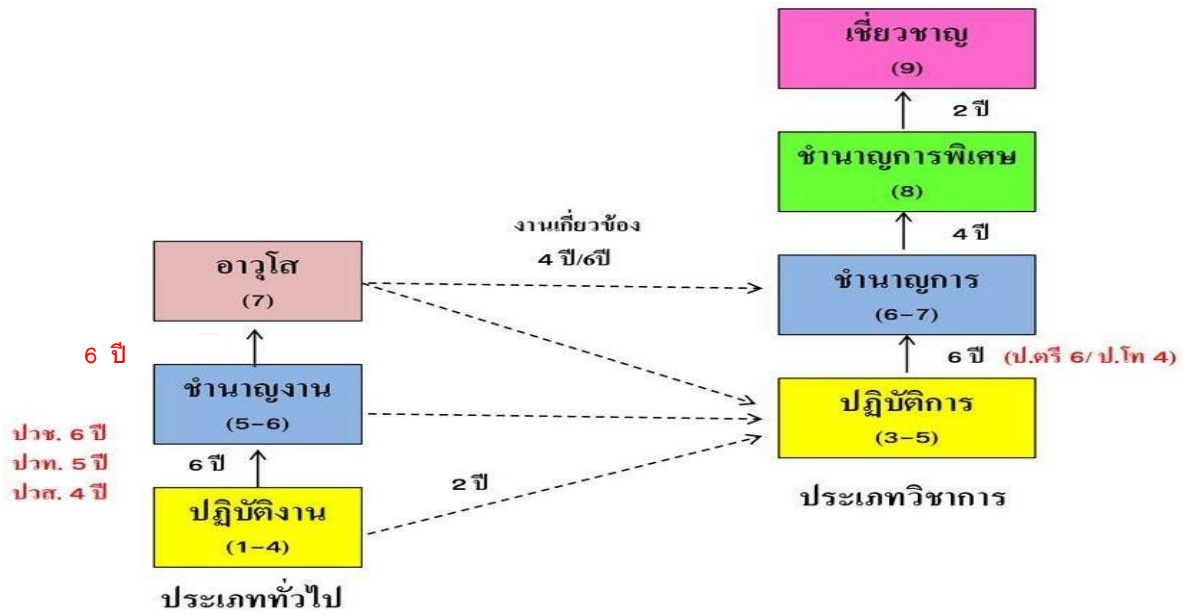 เชี่ยวชาญ
(9)
2 ปี
ชำนาญการพิเศษ
(8)
4 ปี
งานเกี่ยวข้อง
4 ปี/6ปี
อาวุโส
(7)
ชำนาญการ
(6-7)
6 ปี
6 ปี (ป.ตรี 6/ ป.โท 4)
ชำนาญงาน
(5-6)
ปฏิบัติการ
(3-5)
ปวช. 6 ปี
ปวท. 5 ปี
ปวส. 4 ปี
6 ปี
2 ปี
ประเภทวิชาการ
ปฏิบัติงาน
(1-4)
ประเภททั่วไป